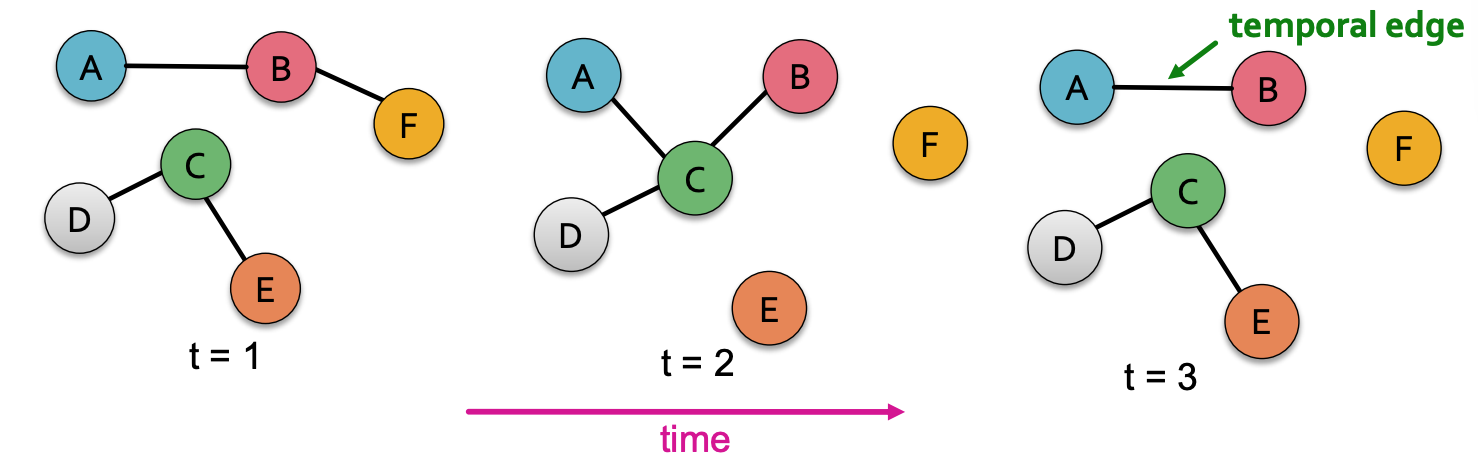 temporal edge
A
B
F
C
D
E
t = 1
A
B
F
C
D
E
t = 2
A
B
F
C
D
E
t = 3
time